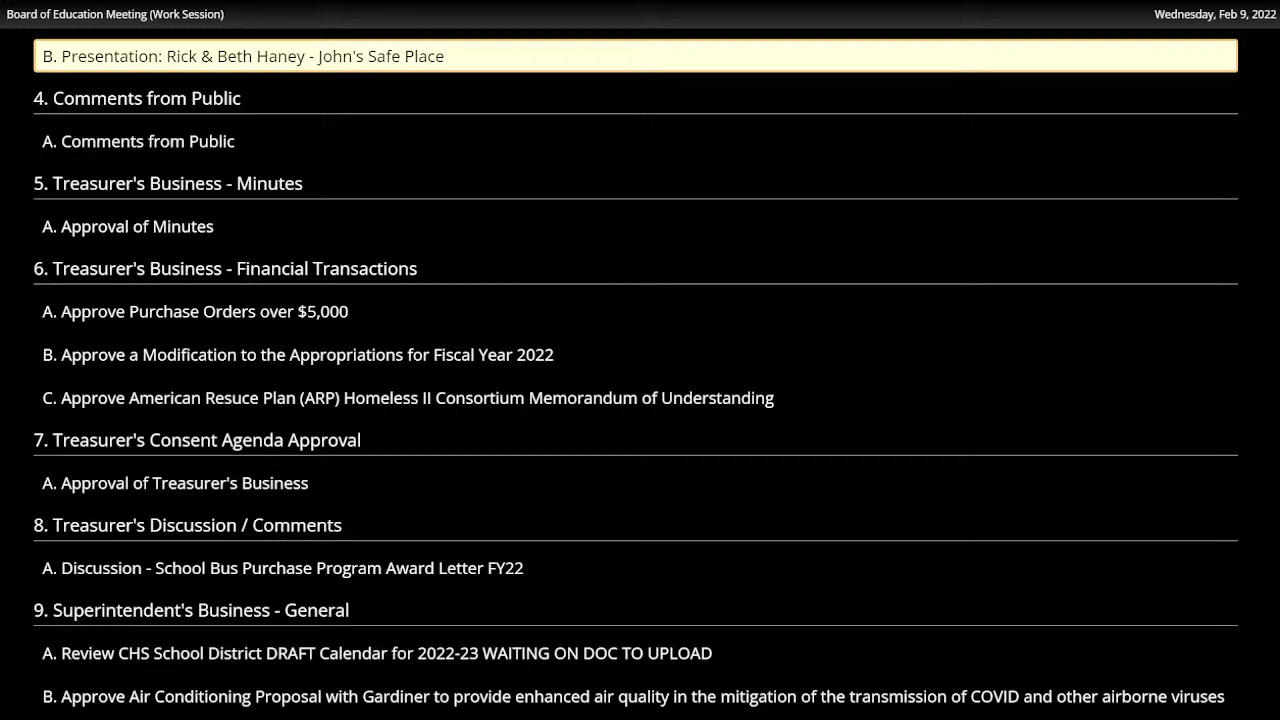 Board of Education Meeting (Work Session)
Wednesday, Feb 9, 2022
B. Presentation: Rick & Beth Haney - John's Safe Place
4. Comments from Public
A. Comments from Public
5. Treasurer's Business - Minutes
A. Approval of Minutes
6. Treasurer's Business - Financial Transactions
A. Approve Purchase Orders over $5,000
B. Approve a Modification to the Appropriations for Fiscal Year 2022
C. Approve American Resuce Plan (ARP) Homeless II Consortium Memorandum of Understanding
7. Treasurer's Consent Agenda Approval
A. Approval of Treasurer's Business
8. Treasurer's Discussion / Comments
A. Discussion - School Bus Purchase Program Award Letter FY22
9. Superintendent's Business - General
A. Review CHS School District DRAFT Calendar for 2022-23 WAITING ON DOC TO UPLOAD
B. Approve Air Conditioning Proposal with Gardiner to provide enhanced air quality in the mitigation of the transmission of COVID and other airborne viruses